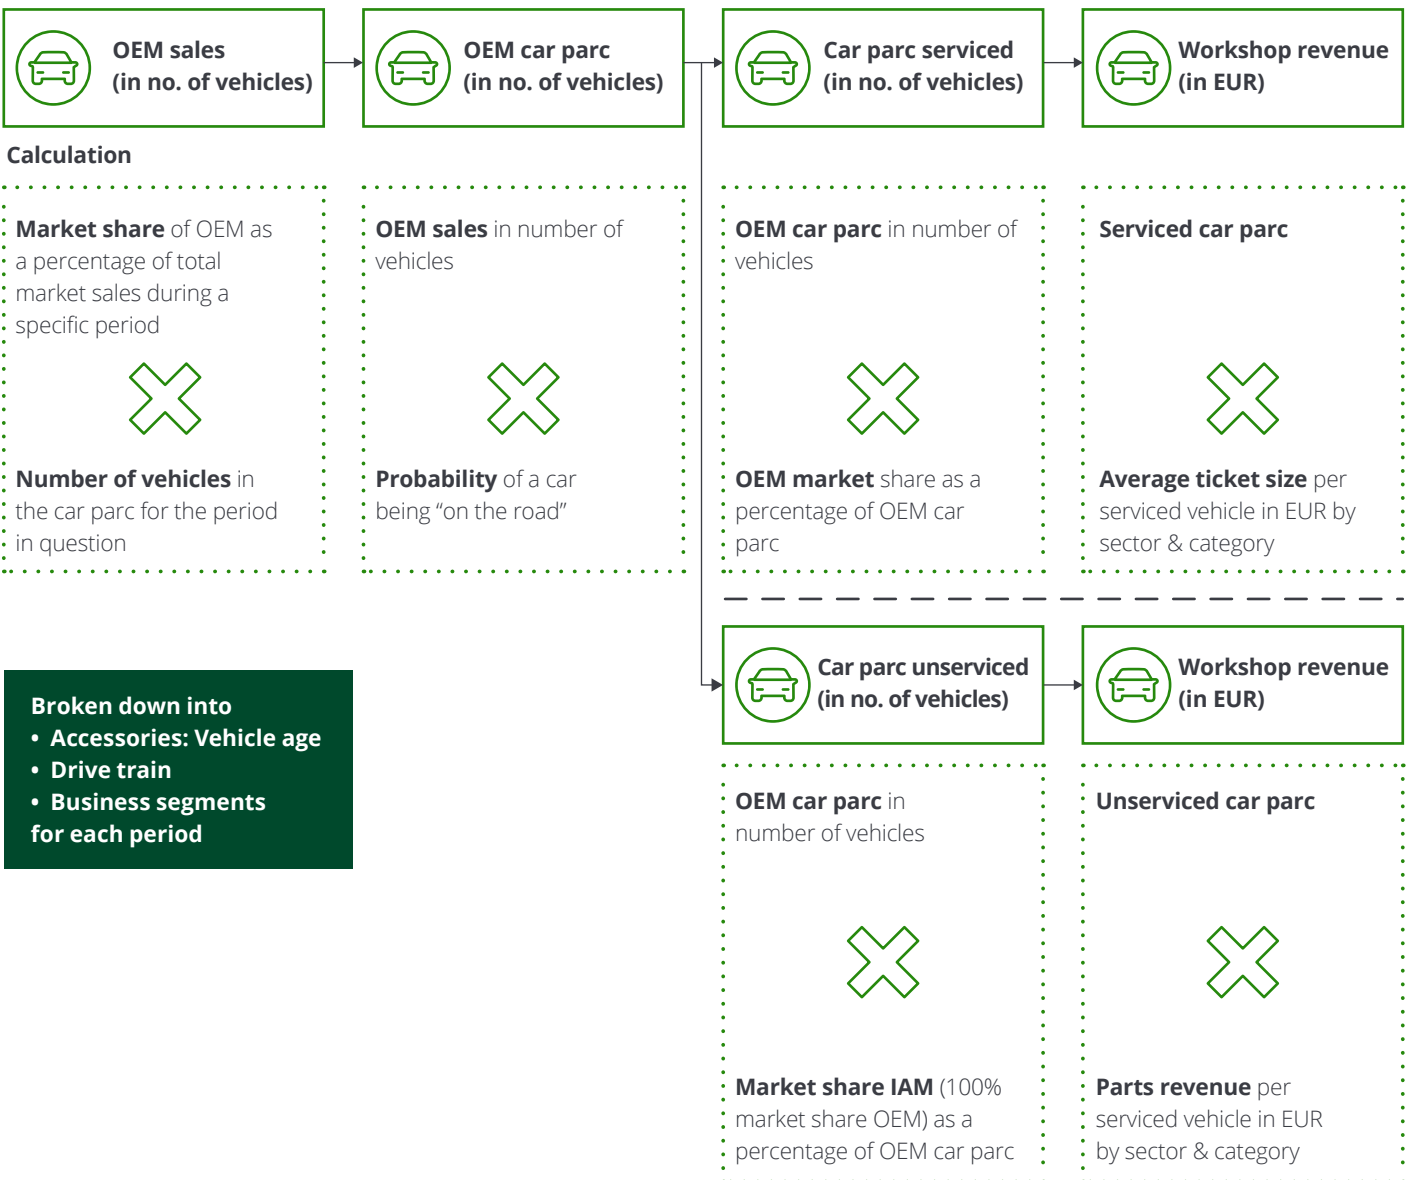 OEM sales
(in no. of vehicles)
OEM car parc
(in no. of vehicles)
Car parc serviced
(in no. of vehicles)
Workshop revenue
(in EUR)
Calculation
Market share of OEM as
a percentage of total
market sales during a
specific period
Number of vehicles in
the car parc for the period
in question
OEM sales in number of
vehicles
Probability of a car
being “on the road”
OEM car parc in number of
vehicles
OEM market share as a
percentage of OEM car
parc
Serviced car parc
Average ticket size per
serviced vehicle in EUR by
sector & category
Broken down into
• Accessories: Vehicle age
• Drive train
• Business segments
for each period
Car parc unserviced
(in no. of vehicles)
Workshop revenue
(in EUR)
OEM car parc in
number of vehicles
Market share IAM (100%
market share OEM) as a
percentage of OEM car parc
Unserviced car parc
Parts revenue per
serviced vehicle in EUR
by sector & category